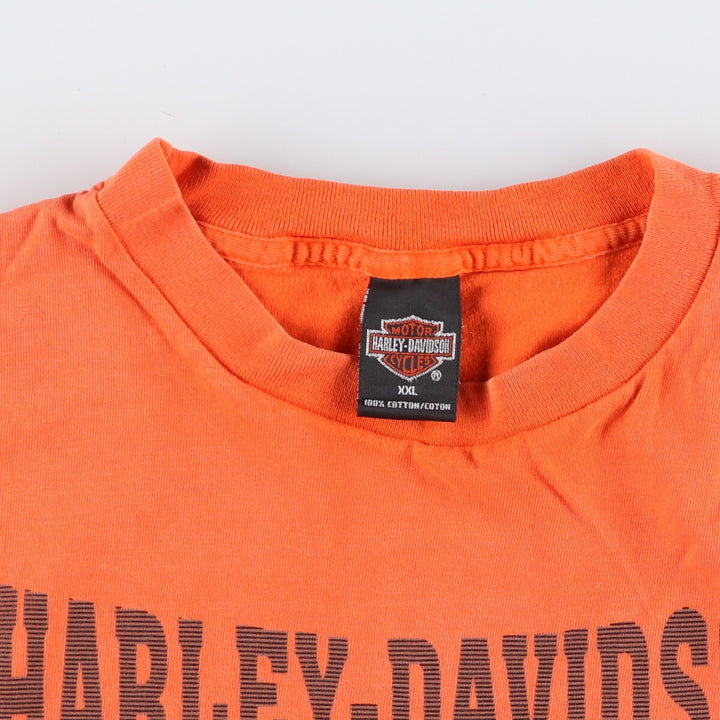 MOTOR
HARLEY-DAVIDSON
CYCLES
®
XXL
100% COTTON/COTON
HARLEY-DAVIDS